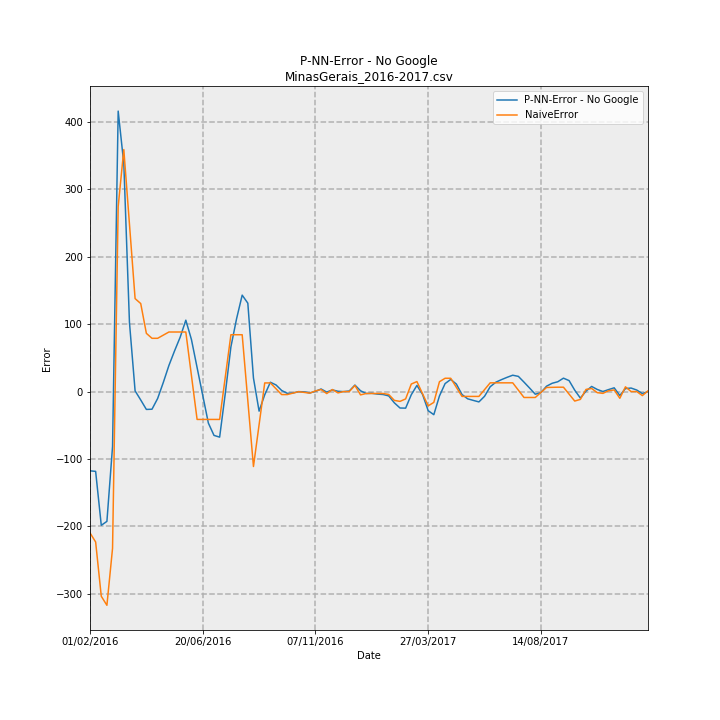 P-NN-Error - No Google
MinasGerais_2016-2017.csv
P-NN-Error - No Google
NaiveError
400
300
200
100
0
−100
−200
−300
Error
01/02/2016
20/06/2016
07/11/2016
27/03/2017
14/08/2017
Date